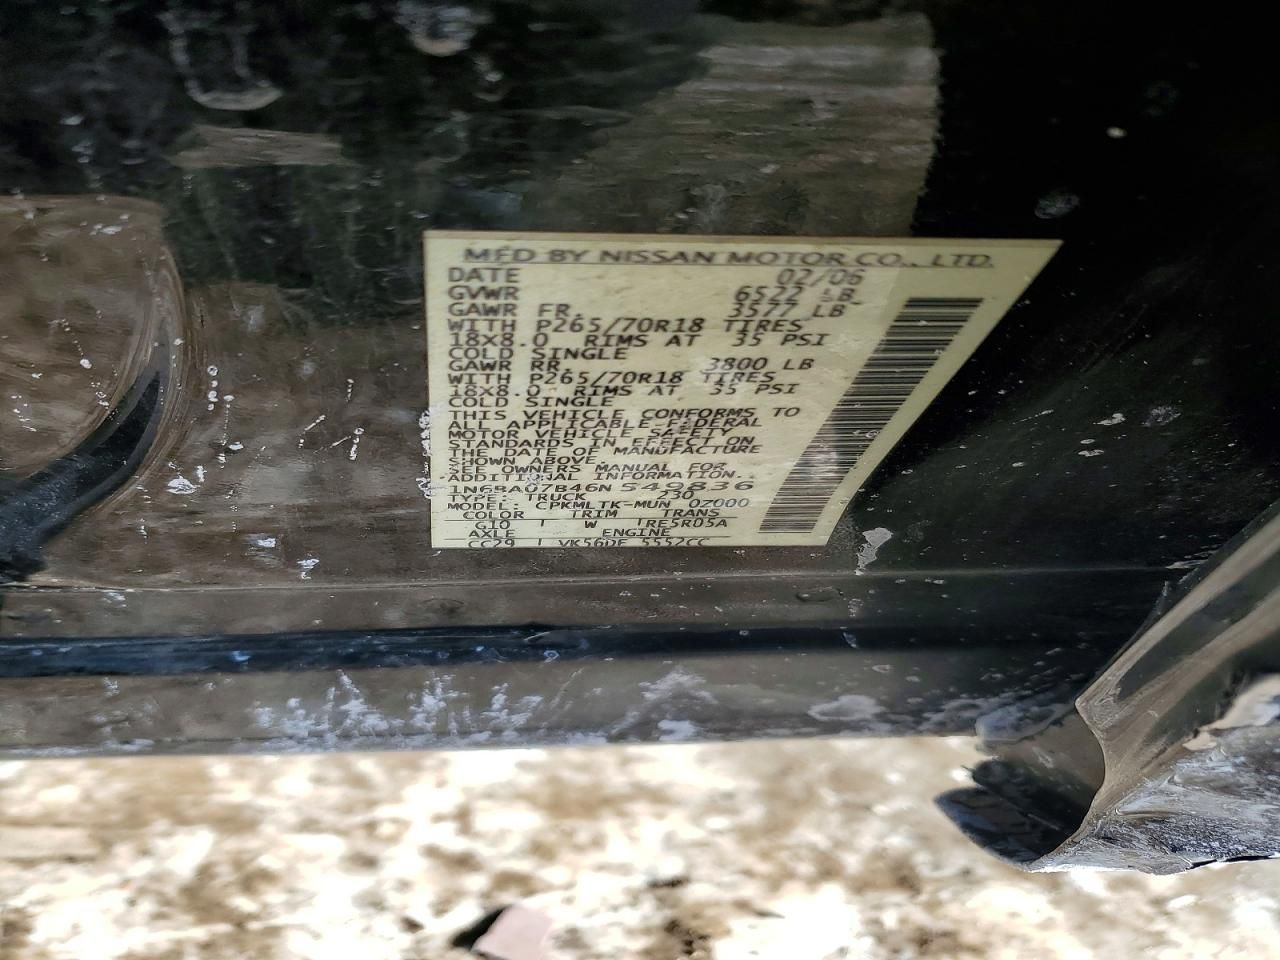 MFD BY NISSAN MOTOR CO., LTD.
DATE 02/06
GVWR 6527 LB
GAWR FR. 3577 LB
WITH P265/70R18 TIRES
18X8.0 RIMS AT 35 PSI
COLD SINGLE
GAWR RR. 3800 LB
WITH P265/70R18 TIRES
18X8.0 RIMS AT 35 PSI
COLD SINGLE
THIS VEHICLE CONFORMS TO
ALL APPLICABLE FEDERAL
MOTOR VEHICLE SAFETY
STANDARDS IN EFFECT ON
THE DATE OF MANUFACTURE
SHOWN ABOVE
SEE OWNERS MANUAL FOR
ADDITIONAL INFORMATION.
1N6BA07B46N549836
TYPE: TRUCK 230
MODEL: CPKMLTK-MUN 0Z000
COLOR TRIM TRANS
G10 W RE5R05A
AXLE ENGINE
CC29 VK56DE 5552CC